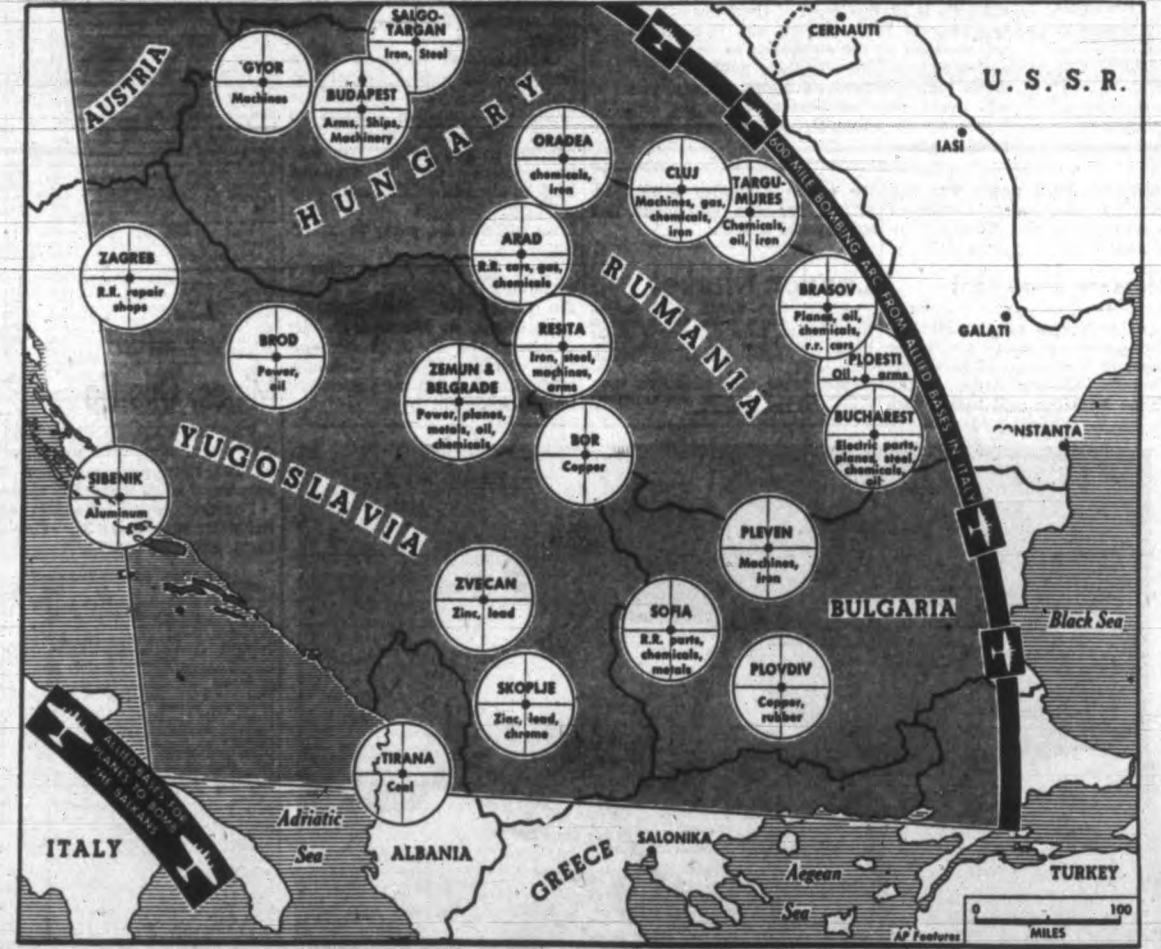 SALGO-
TARGAN
Iron, Steel
CERNAUTI
U. S. S. R.
AUSTRIA
GYOR
Machines
BUDAPEST
Arms, Ships,
Machinery
HUNGARY
ORADEA
chemicals,
iron
CLUJ
Machines, gas,
chemicals,
iron
TARGU-
MURES
Chemicals,
oil, iron
IASI
600 MILE BOMBING ARC FROM ALLIED BASES IN ITALY
ZAGREB
R.R. repair
shops
ARAD
R.R. cars, gas,
chemicals
RUMANIA
BRASOV
Planes, oil,
chemicals,
r.r. cars
GALATI
BROD
Power,
oil
ZEMUN &
BELGRADE
Power, planes,
metals, oil,
chemicals
RESITA
Iron, steel,
machines,
arms
PLOESTI
Oil, arms
BUCHAREST
Electric parts,
planes, steel,
chemicals,
oil
CONSTANTA
YUGOSLAVIA
BOR
Copper
SIBENIK
Aluminum
PLEVEN
Machines,
iron
ZVECAN
Zinc, lead
SOFIA
R.R. parts,
chemicals,
metals
BULGARIA
Black Sea
SKOPLJE
Zinc, lead,
chrome
PLOVDIV
Copper,
rubber
TIRANA
Coal
ALLIED BASES FOR
PLANES TO BOMB
THE BALKANS
ITALY
Adriatic
Sea
ALBANIA
GREECE
SALONIKA
Aegean
Sea
TURKEY
0 100
MILES
AP Features